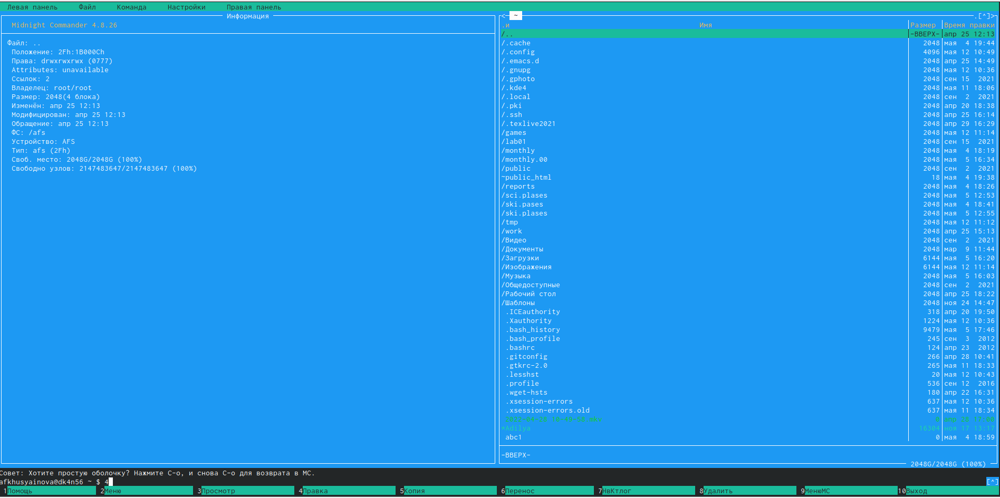 Левая панель Файл Команда Настройки Правая панель
Информация
Midnight Commander 4.8.26
Файл: ..
Положение: 2Fh:1B000Ch
Права: drwxrwxrwx (0777)
Attributes: unavailable
Ссылок: 2
Владелец: root/root
Размер: 2048(4 блока)
Изменён: апр 25 12:13
Модифицирован: апр 25 12:13
Обращение: апр 25 12:13
ФС: /afs
Устройство: AFS
Тип: afs (2Fh)
Своб. место: 2048G/2048G (100%)
Свободно узлов: 2147483647/2147483647 (100%)
<─ ~ .[^]>
.и Имя Размер Время правки
/.. -ВВЕРХ- апр 25 12:13
/.cache 2048 мая 4 19:44
/.config 4096 мая 12 10:49
/.emacs.d 2048 апр 25 14:49
/.gnupg 2048 мая 12 10:36
/.gphoto 2048 сен 15 2021
/.kde4 2048 мая 11 18:06
/.local 2048 сен 2 2021
/.pki 2048 апр 20 18:38
/.ssh 2048 апр 25 16:14
/.texlive2021 2048 апр 29 16:29
/games 2048 мая 12 11:14
/lab01 2048 сен 15 2021
/monthly 2048 мая 4 18:19
/monthly.00 2048 мая 5 16:34
/public 2048 сен 2 2021
~public_html 18 мая 4 19:38
/reports 2048 мая 4 18:26
/sci.plases 2048 мая 5 12:53
/ski.pases 2048 мая 4 18:41
/ski.plases 2048 мая 5 12:55
/tmp 2048 мая 12 11:12
/work 2048 апр 25 15:13
/Видео 2048 сен 2 2021
/Документы 2048 мар 9 11:44
/Загрузки 6144 мая 5 16:20
/Изображения 6144 мая 12 11:14
/Музыка 2048 мая 5 16:03
/Общедоступные 2048 сен 2 2021
/Рабочий стол 2048 апр 25 18:22
/Шаблоны 2048 ноя 24 14:47
.ICEauthority 318 апр 20 19:50
.Xauthority 1224 мая 12 10:36
.bash_history 9479 мая 5 17:46
.bash_profile 245 сен 3 2012
.bashrc 124 апр 23 2012
.gitconfig 266 апр 28 10:41
.gtkrc-2.0 265 мая 11 18:33
.lesshst 20 мая 12 10:43
.profile 536 сен 12 2016
.wget-hsts 180 апр 22 16:31
.xsession-errors 637 мая 12 10:36
.xsession-errors.old 637 мая 11 18:34
*Adilya 16304 ноя 17 13:17
abc1 0 мая 4 18:59
-ВВЕРХ-
2048G/2048G (100%)
Совет: Хотите простую оболочку? Нажмите C-o, и снова C-o для возврата в MC.
afkhusyainova@dk4n56 ~ $ 4
[^]
1Помощь 2Меню 3Просмотр 4Правка 5Копия 6Перенос 7НвКтлог 8Удалить 9МенюМС 10Выход